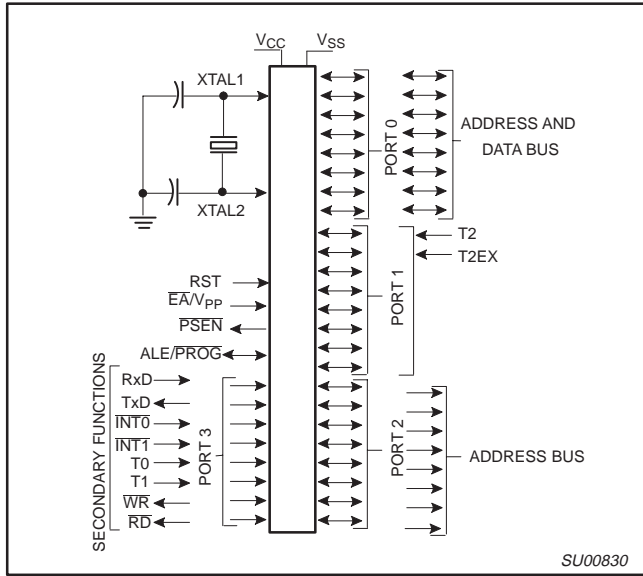 VCC VSS
XTAL1
XTAL2
PORT 0
ADDRESS AND
DATA BUS
T2
T2EX
PORT 1
RST
EA/VPP
PSEN
ALE/PROG
SECONDARY FUNCTIONS
RxD
TxD
INT0
INT1
T0
T1
WR
RD
PORT 3
PORT 2
ADDRESS BUS
SU00830